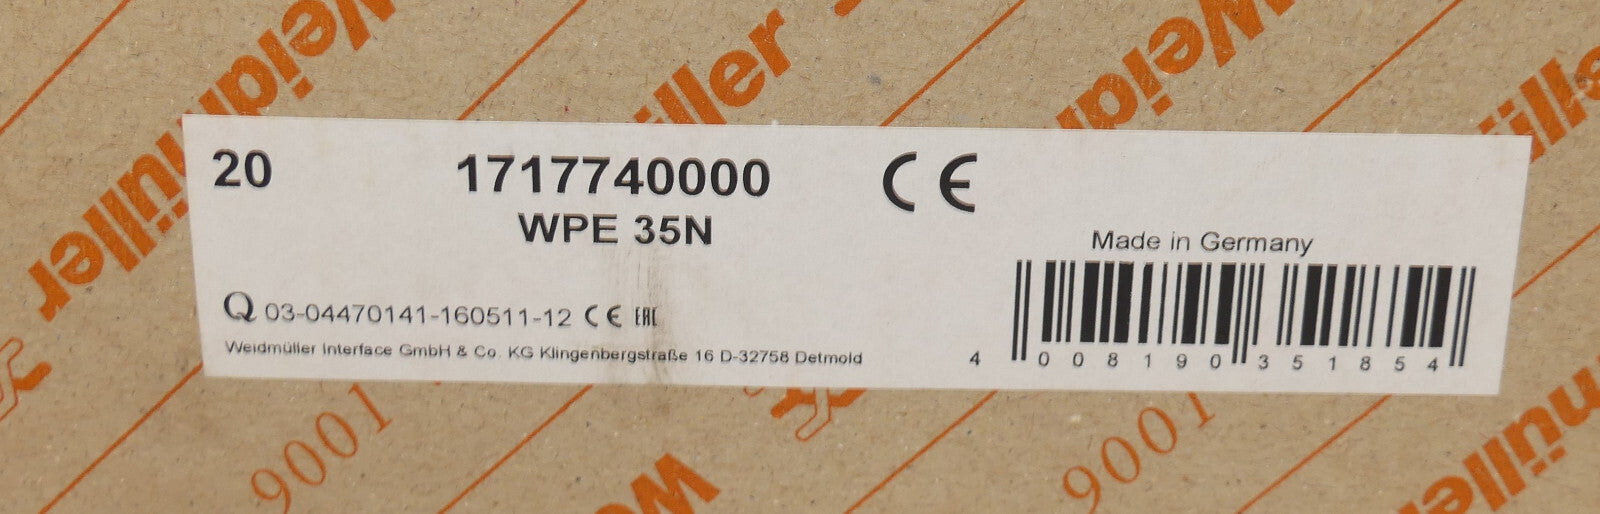 Weidmüller
Weidmüller
Weidmüller
20 1717740000 CE
WPE 35N
Made in Germany
Q 03-04470141-160511-12 CE EAC
Weidmüller Interface GmbH & Co. KG Klingenbergstraße 16 D-32758 Detmold
4 008190 351854
9001
9001